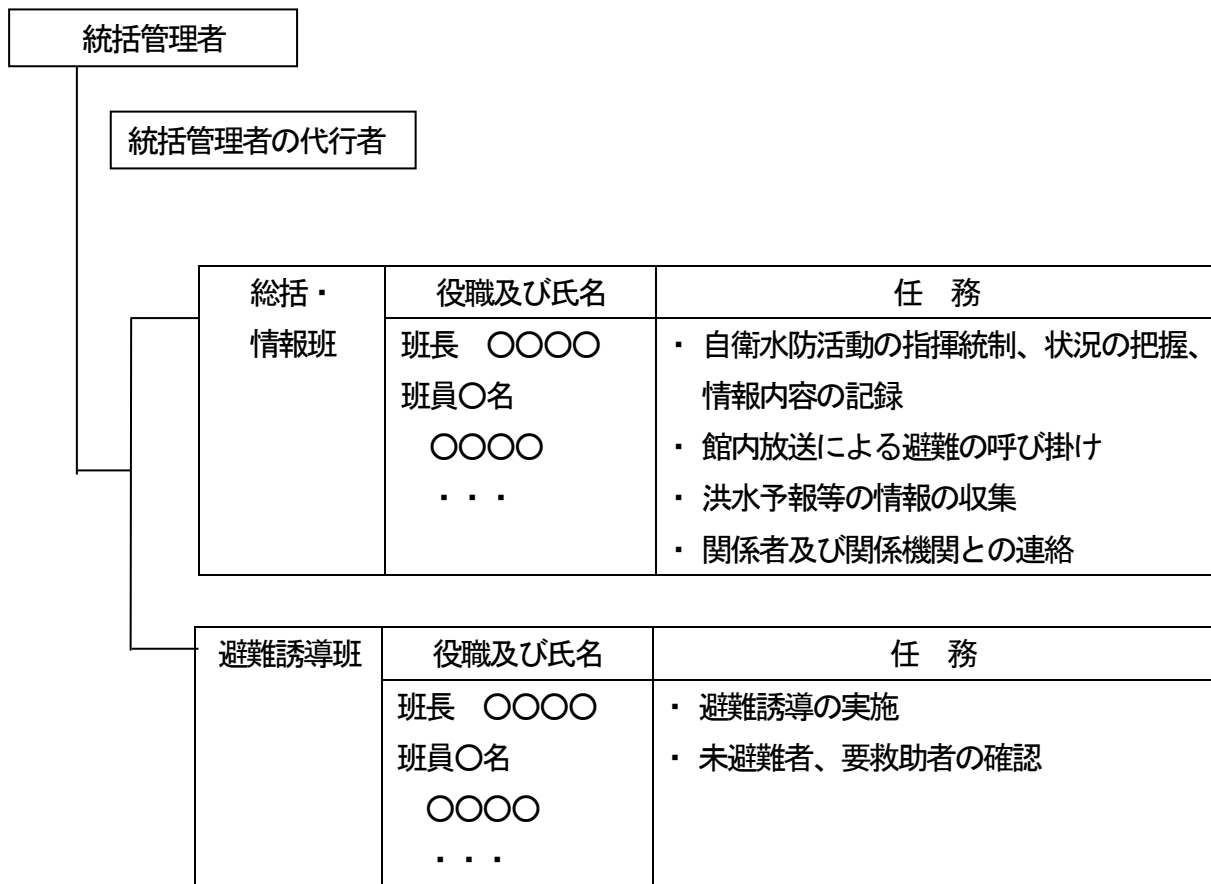 統括管理者
統括管理者の代行者
総括・ 役職及び氏名 任　務
情報班 班長　〇〇〇〇 ・ 自衛水防活動の指揮統制、状況の把握、
班員〇名 情報内容の記録
〇〇〇〇 ・ 館内放送による避難の呼び掛け
・・・ ・ 洪水予報等の情報の収集
・ 関係者及び関係機関との連絡
避難誘導班 役職及び氏名 任　務
班長　〇〇〇〇 ・ 避難誘導の実施
班員〇名 ・ 未避難者、要救助者の確認
〇〇〇〇
・・・